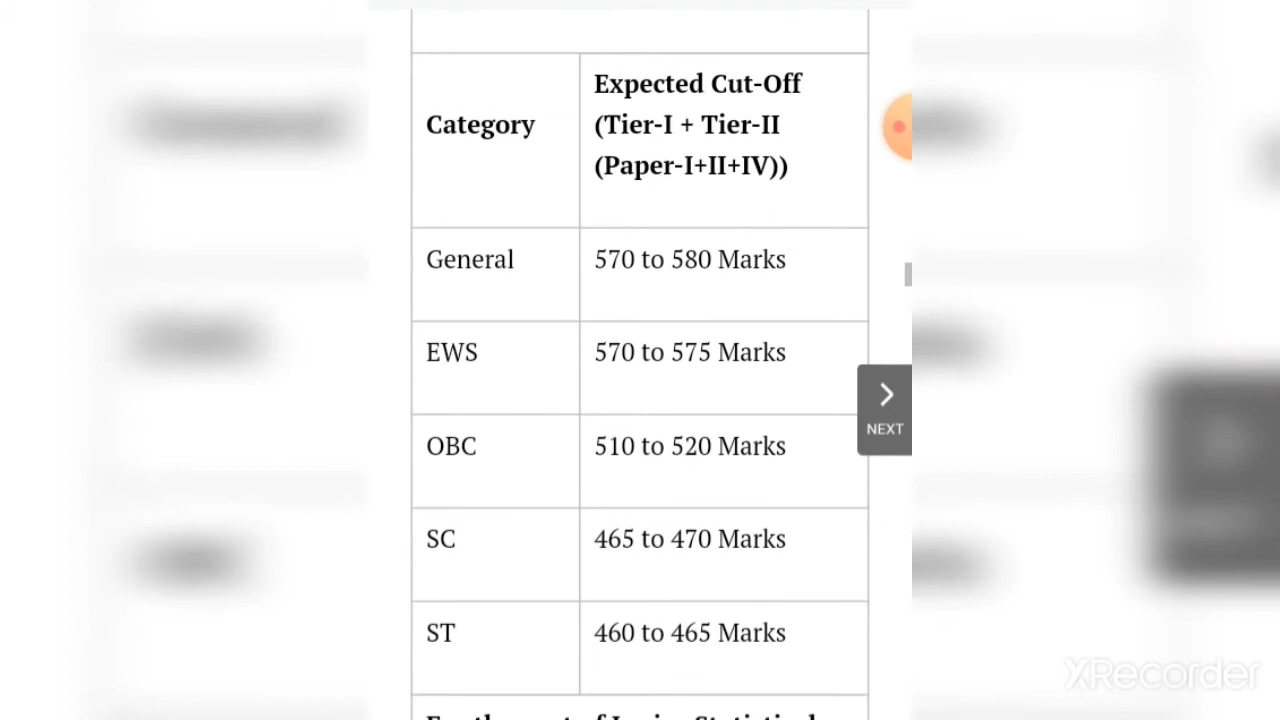 Category
Expected Cut-Off
(Tier-I + Tier-II
(Paper-I+II+IV))
General
570 to 580 Marks
EWS
570 to 575 Marks
NEXT
OBC
510 to 520 Marks
SC
465 to 470 Marks
ST
460 to 465 Marks
XRecorder